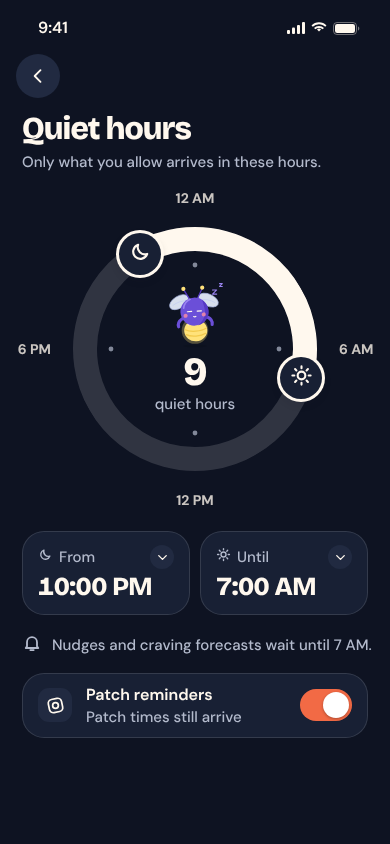 9:41
Quiet hours
Only what you allow arrives in these hours.
12 AM
z
z
z
6 PM
6 AM
9
quiet hours
12 PM
From
10:00 PM
Until
7:00 AM
Nudges and craving forecasts wait until 7 AM.
Patch reminders
Patch times still arrive